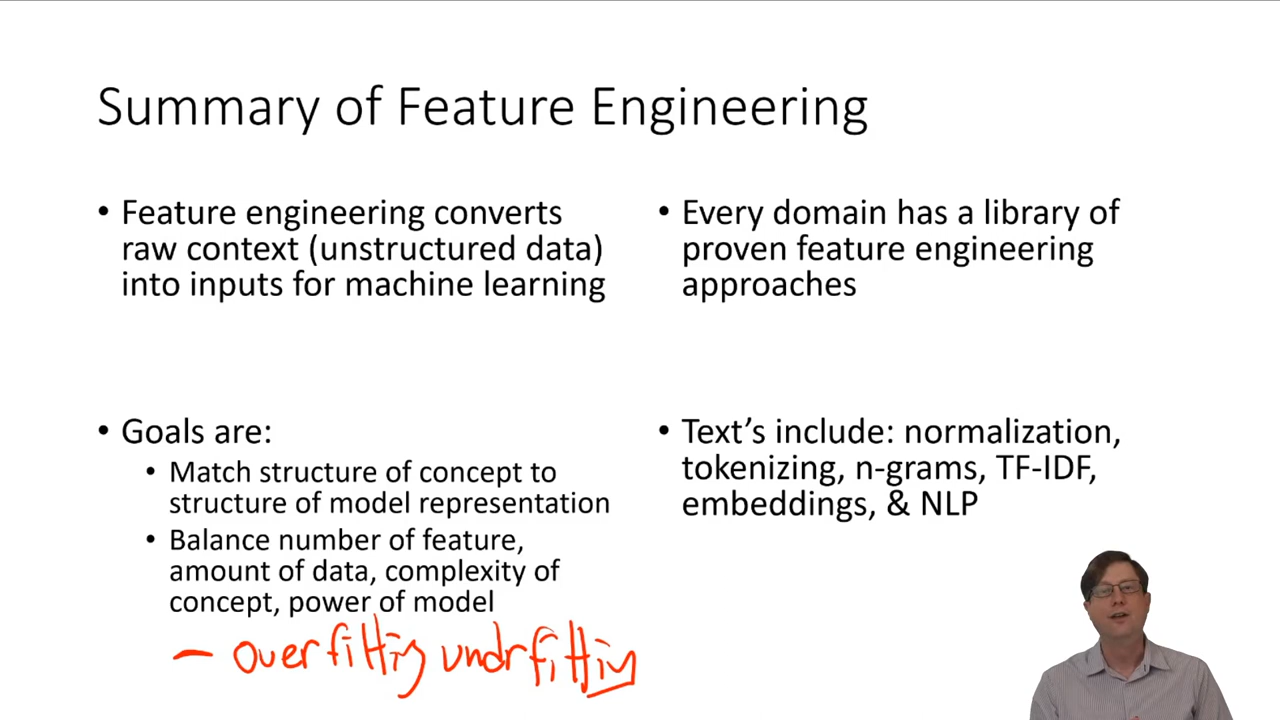 Summary of Feature Engineering
• Feature engineering converts
raw context (unstructured data)
into inputs for machine learning
• Goals are:
• Match structure of concept to
structure of model representation
• Balance number of feature,
amount of data, complexity of
concept, power of model
– overfitting undrfitting
• Every domain has a library of
proven feature engineering
approaches
• Text’s include: normalization,
tokenizing, n-grams, TF-IDF,
embeddings, & NLP